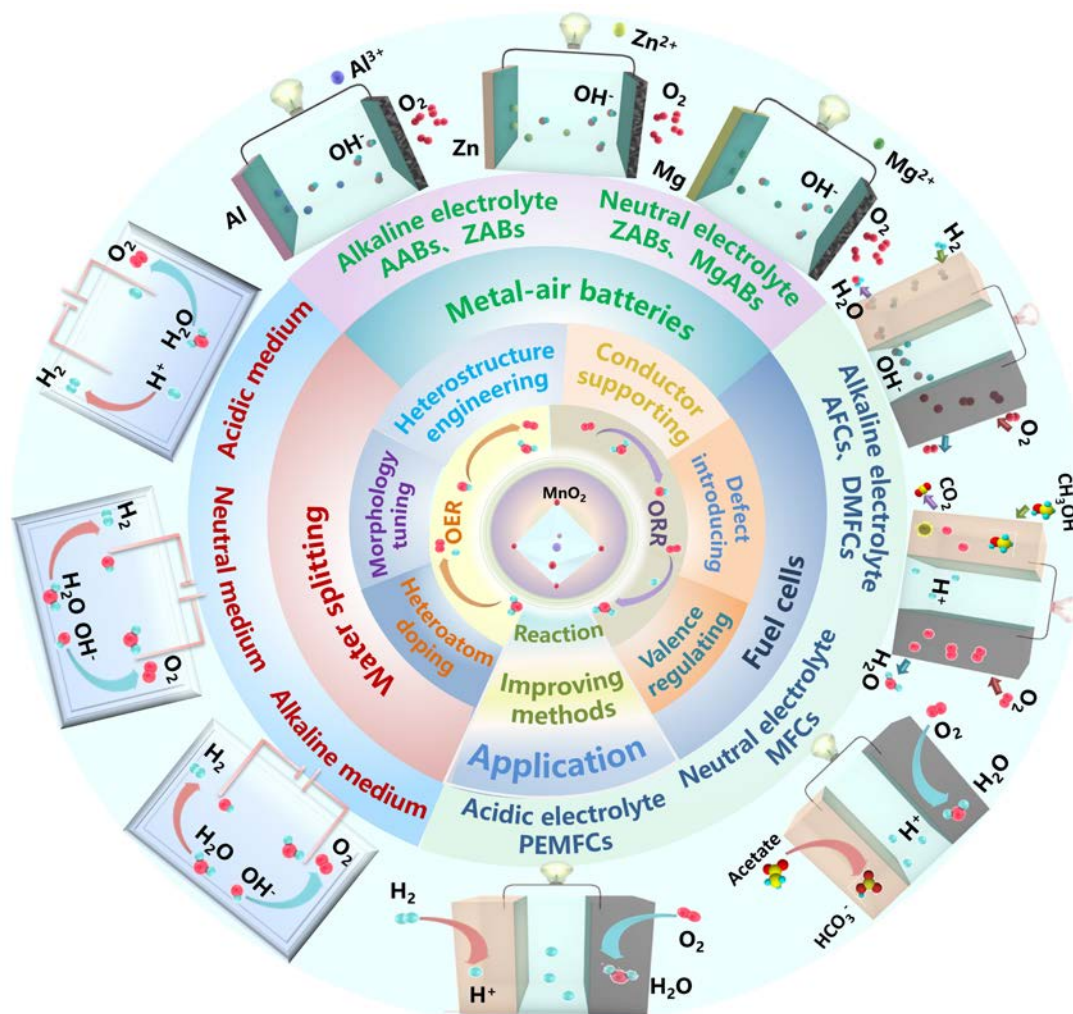 Al³⁺
O₂
OH⁻
Al
Zn²⁺
O₂
OH⁻
Zn
Mg
OH⁻
Mg²⁺
O₂
Alkaline electrolyte
AABs、ZABs
Neutral electrolyte
ZABs、MgABs
Metal-air batteries
H₂
H₂O
OH⁻
O₂
Alkaline electrolyte
AFCs、DMFCs
CO₂
CH₃OH
H⁺
H₂O
O₂
Fuel cells
Neutral electrolyte
MFCs
O₂
H₂O
H⁺
Acetate
HCO₃⁻
Acidic electrolyte
PEMFCs
H₂
O₂
H⁺
H₂O
O₂
H₂O
H₂
H⁺
Acidic medium
H₂
H₂O
OH⁻
O₂
Neutral medium
H₂
H₂O
OH⁻
O₂
Alkaline medium
Water splitting
Heterostructure
engineering
Conductor
supporting
Morphology
tuning
Defect
introducing
Heteroatom
doping
Valence
regulating
OER
MnO₂
ORR
Reaction
Improving
methods
Application